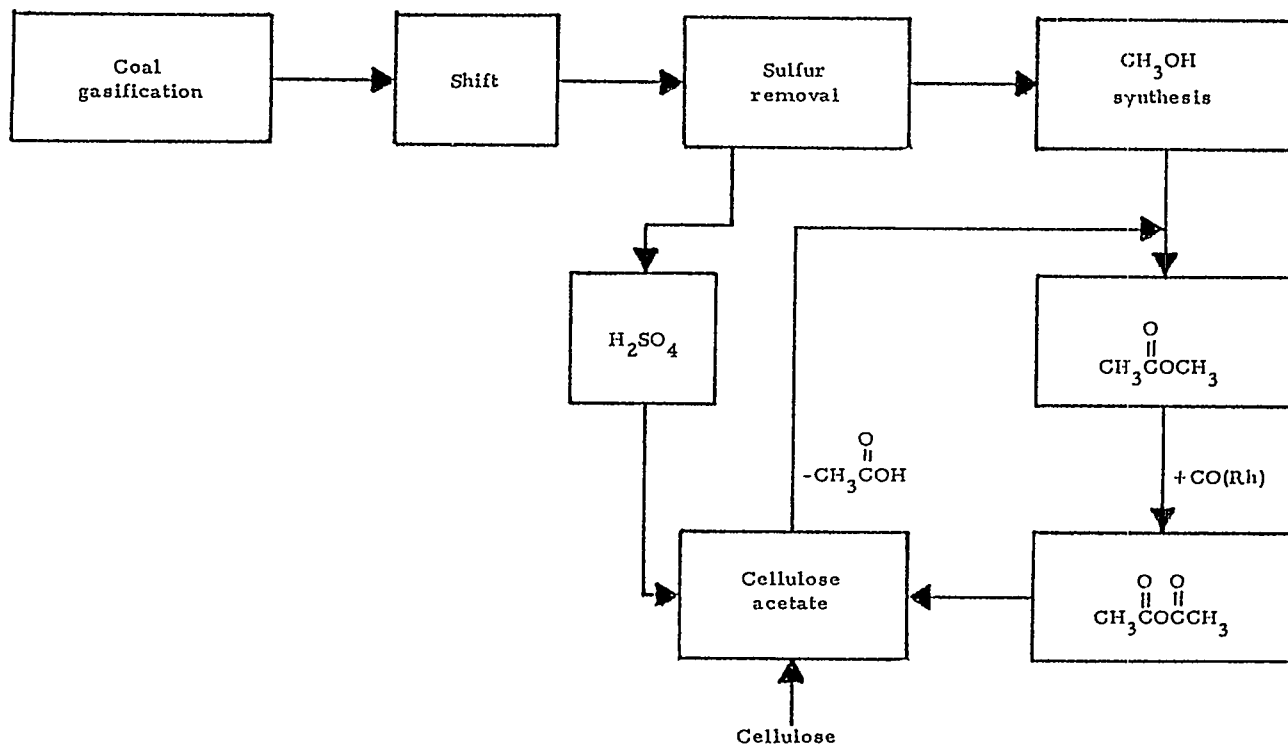 Coal
gasification
Shift
Sulfur
removal
CH₃OH
synthesis
H₂SO₄
O
||
CH₃COCH₃
O
||
-CH₃COH
+CO(Rh)
Cellulose
acetate
O O
|| ||
CH₃COCCH₃
Cellulose